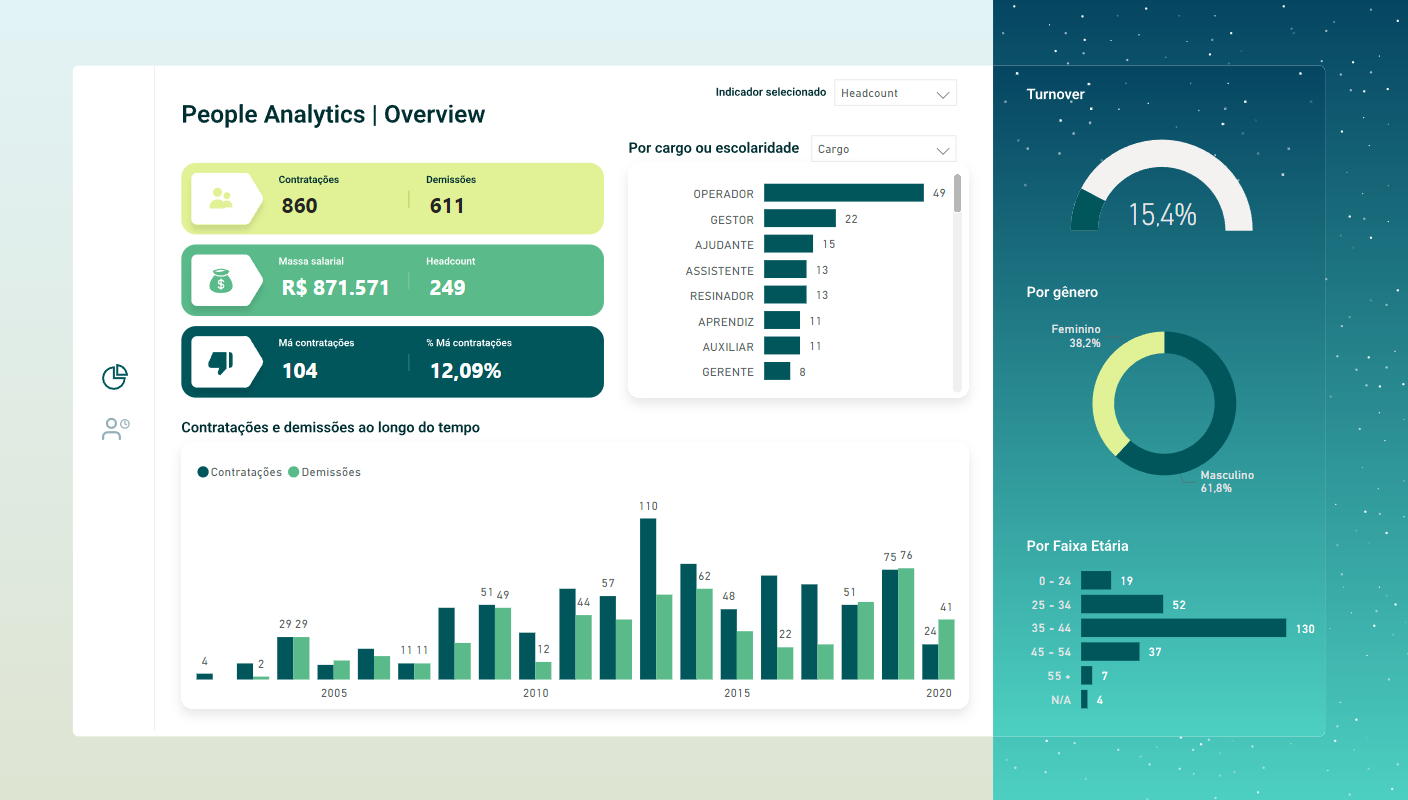 People Analytics | Overview
Indicador selecionado
Headcount
Contratações
860
Demissões
611
Massa salarial
R$ 871.571
Headcount
249
Má contratações
104
% Má contratações
12,09%
Por cargo ou escolaridade
Cargo
OPERADOR 49
GESTOR 22
AJUDANTE 15
ASSISTENTE 13
RESINADOR 13
APRENDIZ 11
AUXILIAR 11
GERENTE 8
Contratações e demissões ao longo do tempo
Contratações Demissões
4 2 29 29 11 11 51 49 12 44 57 110 62 48 22 51 75 76 24 41
2005 2010 2015 2020
Turnover
15,4%
Por gênero
Feminino
38,2%
Masculino
61,8%
Por Faixa Etária
0 - 24 19
25 - 34 52
35 - 44 130
45 - 54 37
55 + 7
N/A 4